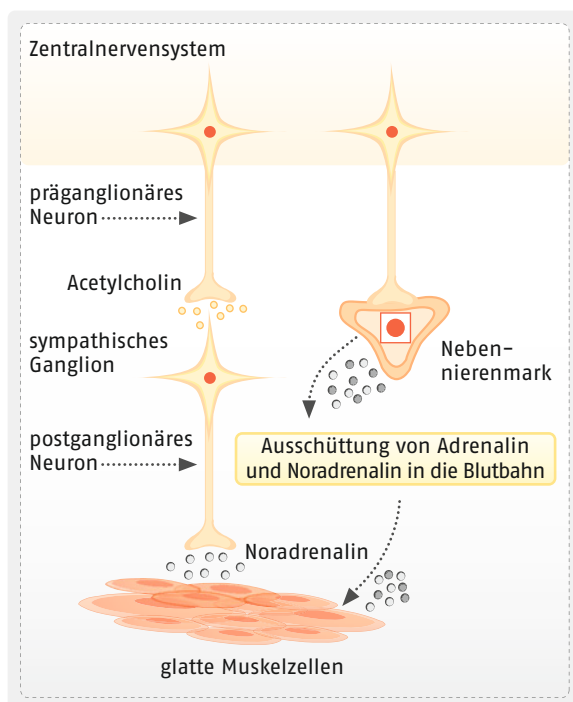 Zentralnervensystem
präganglionäres
Neuron
Acetylcholin
sympathisches
Ganglion
Neben-
nierenmark
postganglionäres
Neuron
Ausschüttung von Adrenalin
und Noradrenalin in die Blutbahn
Noradrenalin
glatte Muskelzellen